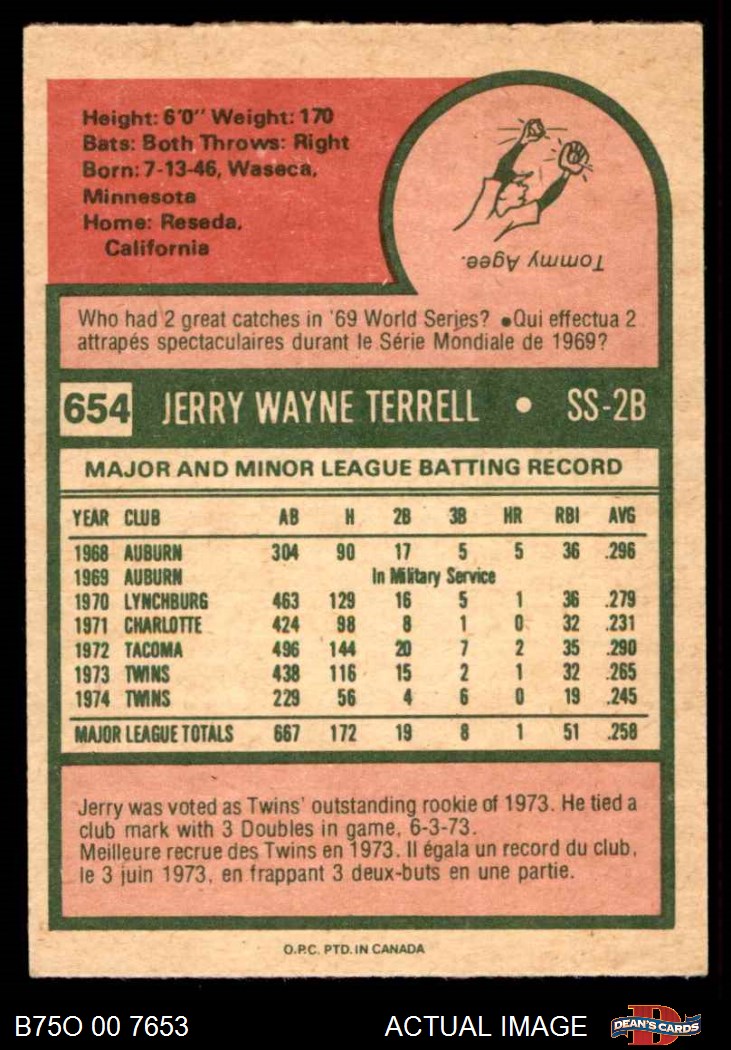 Height: 6'0" Weight: 170
Bats: Both Throws: Right
Born: 7-13-46, Waseca,
Minnesota
Home: Reseda,
California
Tommy Agee.
Who had 2 great catches in '69 World Series? •Qui effectua 2
attrapés spectaculaires durant le Série Mondiale de 1969?
654 JERRY WAYNE TERRELL • SS-2B
MAJOR AND MINOR LEAGUE BATTING RECORD
YEAR CLUB AB H 2B 3B HR RBI AVG
1968 AUBURN 304 90 17 5 5 36 .296
1969 AUBURN In Military Service
1970 LYNCHBURG 463 129 16 5 1 36 .279
1971 CHARLOTTE 424 98 8 1 0 32 .231
1972 TACOMA 496 144 20 7 2 35 .290
1973 TWINS 438 116 15 2 1 32 .265
1974 TWINS 229 56 4 6 0 19 .245
MAJOR LEAGUE TOTALS 667 172 19 8 1 51 .258
Jerry was voted as Twins' outstanding rookie of 1973. He tied a
club mark with 3 Doubles in game, 6-3-73.
Meilleure recrue des Twins en 1973. Il égala un record du club,
le 3 juin 1973, en frappant 3 deux-buts en une partie.
O.P.C. PTD. IN CANADA
B75O 00 7653 ACTUAL IMAGE DEAN'S CARDS